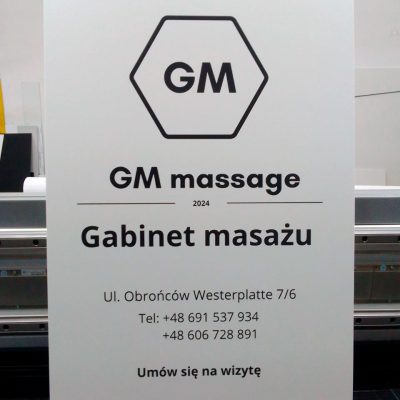 GM
GM massage
2024
Gabinet masażu
Ul. Obrońców Westerplatte 7/6
Tel: +48 691 537 934
+48 606 728 891
Umów się na wizytę